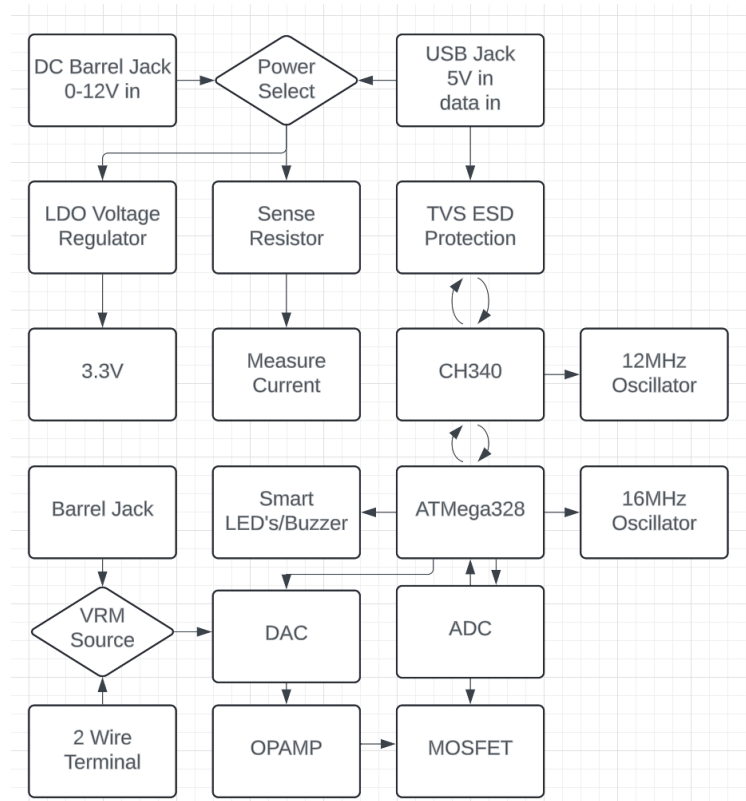 DC Barrel Jack
0-12V in
Power
Select
USB Jack
5V in
data in
LDO Voltage
Regulator
Sense
Resistor
TVS ESD
Protection
3.3V
Measure
Current
CH340
12MHz
Oscillator
Barrel Jack
Smart
LED's/Buzzer
ATMega328
16MHz
Oscillator
VRM
Source
DAC
ADC
2 Wire
Terminal
OPAMP
MOSFET